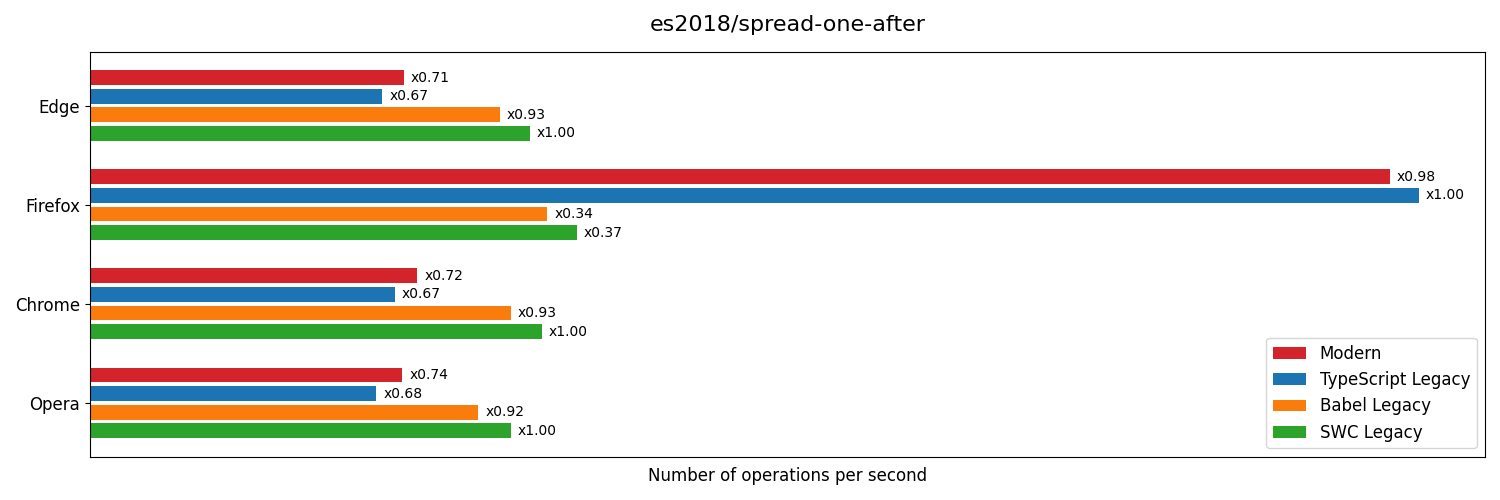 es2018/spread-one-after
Edge
x0.71
x0.67
x0.93
x1.00
Firefox
x0.98
x1.00
x0.34
x0.37
Chrome
x0.72
x0.67
x0.93
x1.00
Opera
x0.74
x0.68
x0.92
x1.00
Modern
TypeScript Legacy
Babel Legacy
SWC Legacy
Number of operations per second